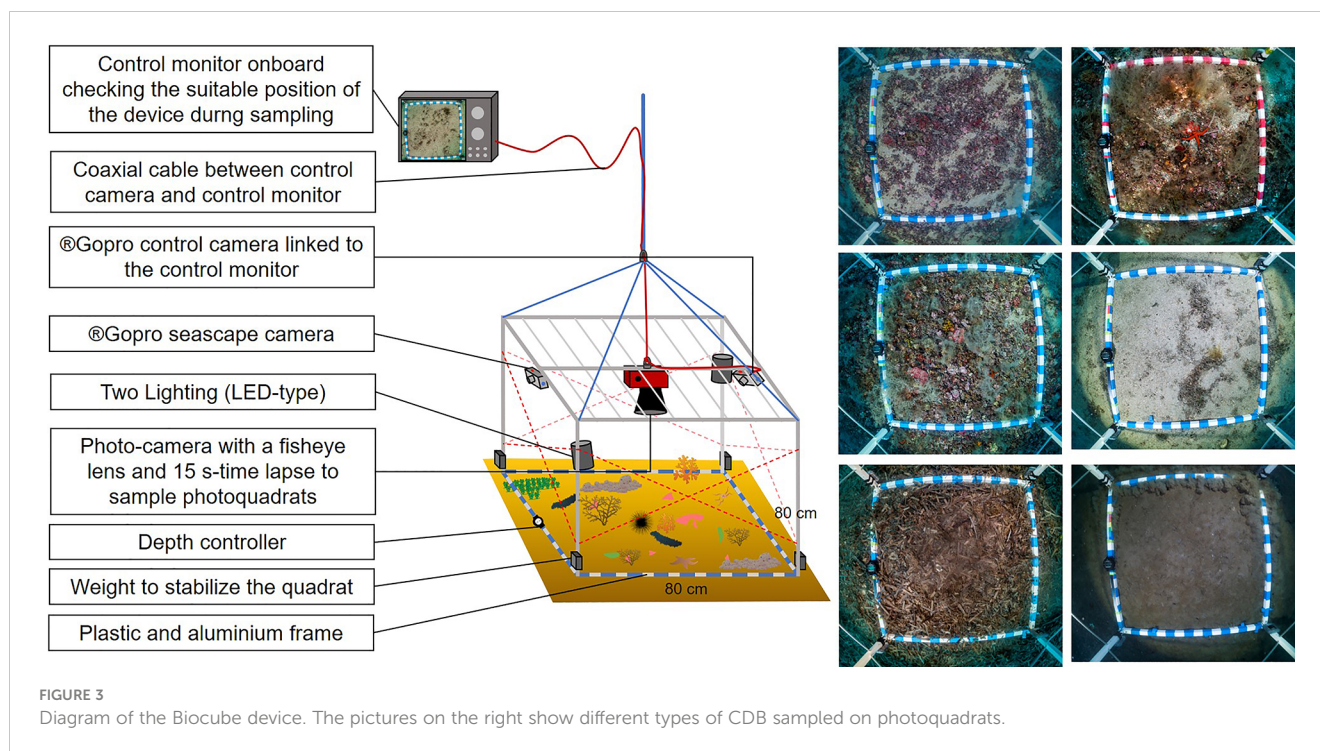 Control monitor onboard
checking the suitable position of
the device durng sampling
Coaxial cable between control
camera and control monitor
®Gopro control camera linked to
the control monitor
®Gopro seascape camera
Two Lighting (LED-type)
Photo-camera with a fisheye
lens and 15 s-time lapse to
sample photoquadrats
Depth controller
Weight to stabilize the quadrat
Plastic and aluminium frame
80 cm
80 cm
FIGURE 3
Diagram of the Biocube device. The pictures on the right show different types of CDB sampled on photoquadrats.